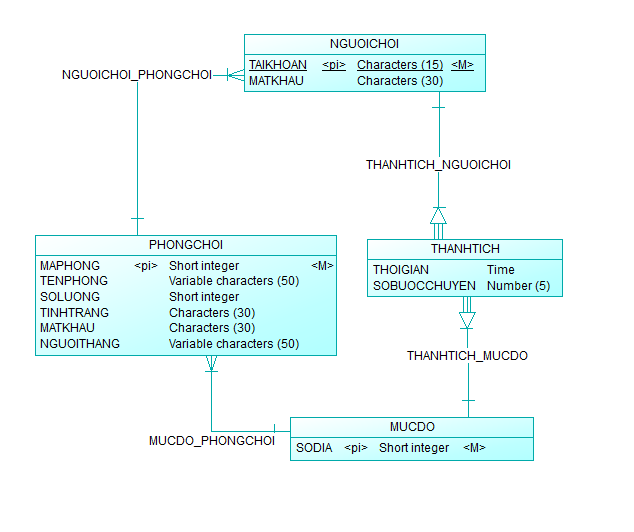 NGUOICHOI
TAIKHOAN <pi> Characters (15) <M>
MATKHAU Characters (30)
NGUOICHOI_PHONGCHOI
THANHTICH_NGUOICHOI
PHONGCHOI
MAPHONG <pi> Short integer <M>
TENPHONG Variable characters (50)
SOLUONG Short integer
TINHTRANG Characters (30)
MATKHAU Characters (30)
NGUOITHANG Variable characters (50)
THANHTICH
THOIGIAN Time
SOBUOCCHUYEN Number (5)
THANHTICH_MUCDO
MUCDO_PHONGCHOI
MUCDO
SODIA <pi> Short integer <M>